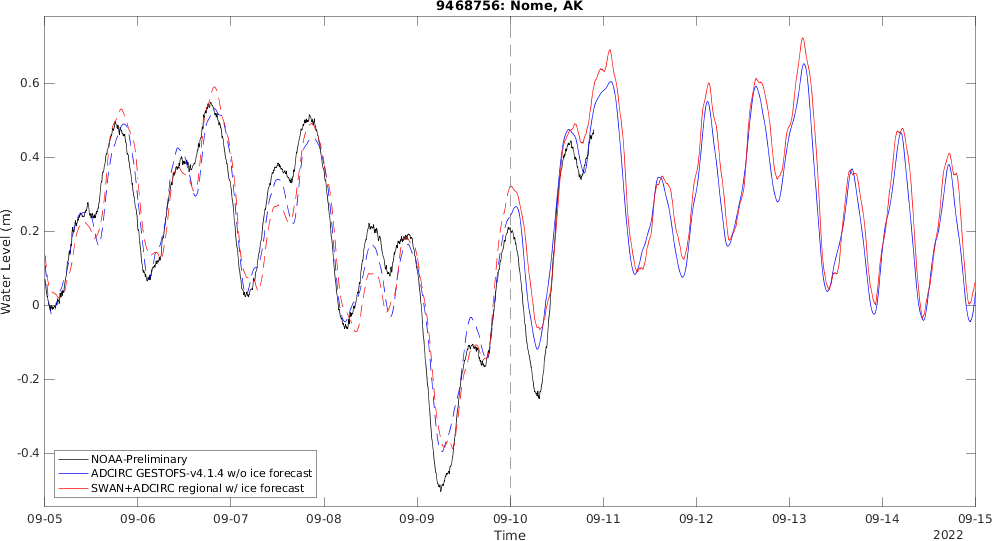 9468756: Nome, AK
Water Level (m)
0.6
0.4
0.2
0
-0.2
-0.4
NOAA-Preliminary
ADCIRC GESTOFS-v4.1.4 w/o ice forecast
SWAN+ADCIRC regional w/ ice forecast
09-05 09-06 09-07 09-08 09-09 09-10 09-11 09-12 09-13 09-14 09-15
Time
2022